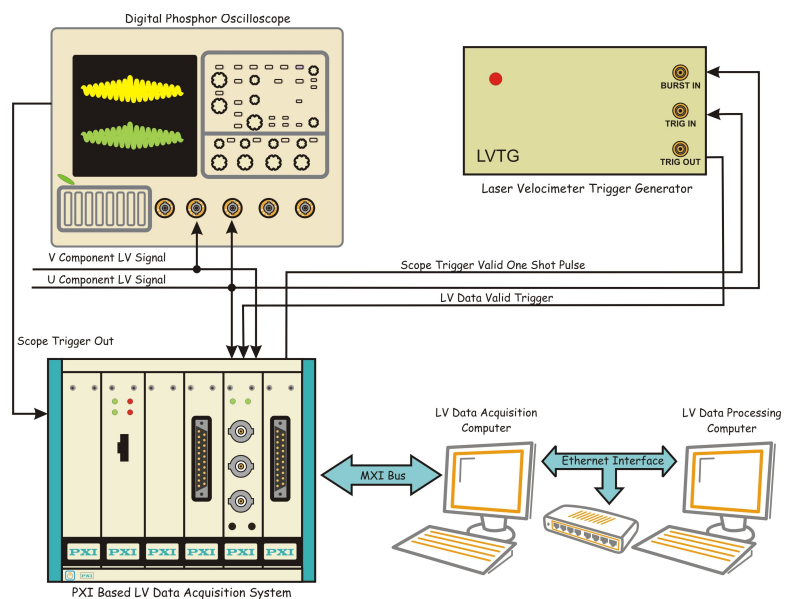 Digital Phosphor Oscilloscope
BURST IN
TRIG IN
TRIG OUT
LVTG
Laser Velocimeter Trigger Generator
V Component LV Signal
U Component LV Signal
Scope Trigger Valid One Shot Pulse
LV Data Valid Trigger
Scope Trigger Out
LV Data Acquisition
Computer
LV Data Processing
Computer
MXI Bus
Ethernet Interface
PXI PXI PXI PXI PXI PXI
PXI
PXI Based LV Data Acquisition System